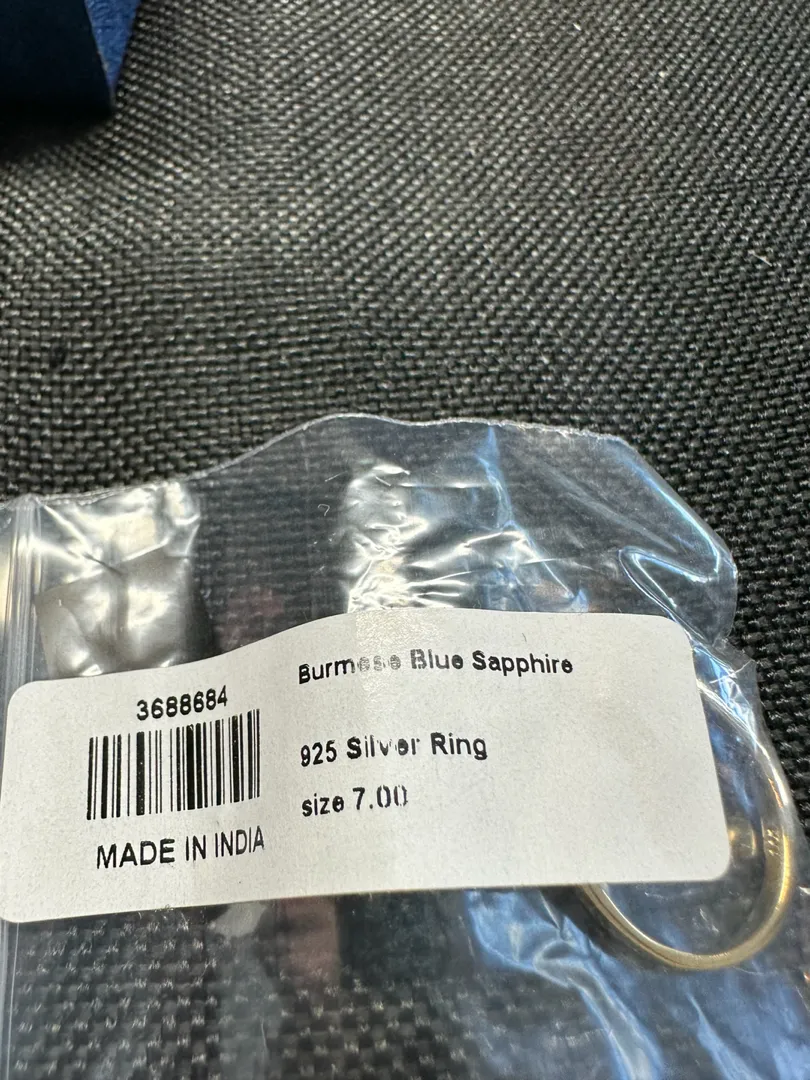 Burmese Blue Sapphire
3688684
925 Silver Ring
size 7.00
MADE IN INDIA